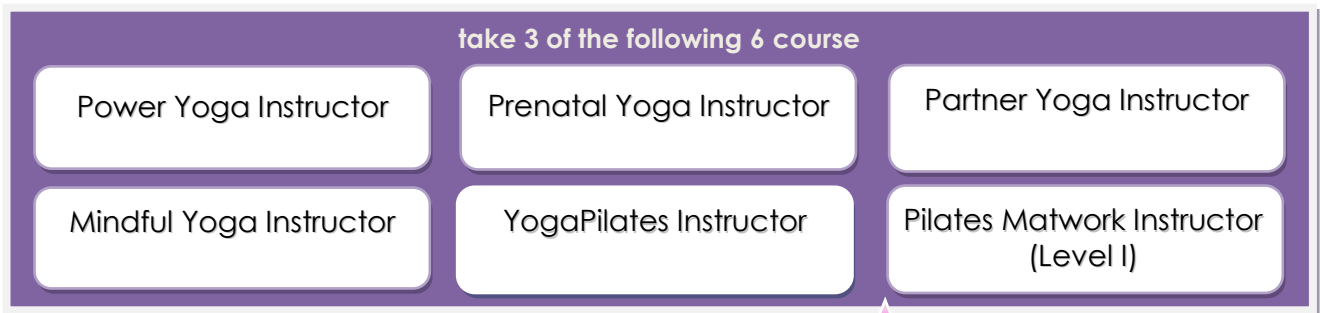 take 3 of the following 6 course
Power Yoga Instructor
Prenatal Yoga Instructor
Partner Yoga Instructor
Mindful Yoga Instructor
YogaPilates Instructor
Pilates Matwork Instructor
(Level I)